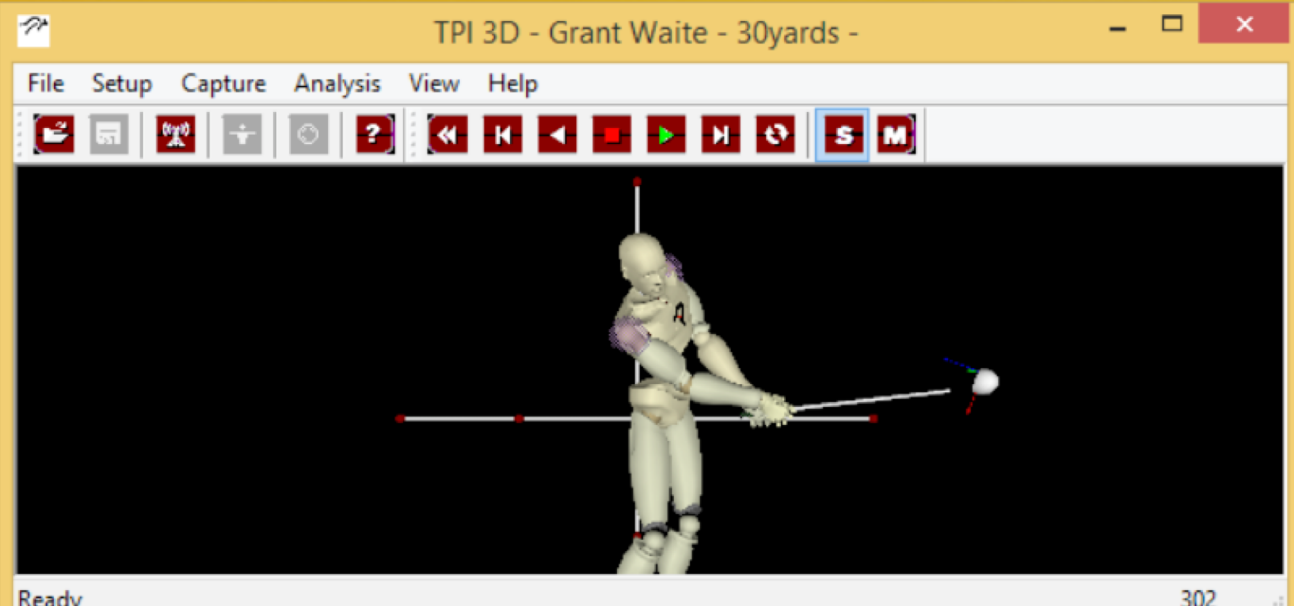 TPI 3D - Grant Waite - 30yards -
File Setup Capture Analysis View Help
? S M
Ready 302